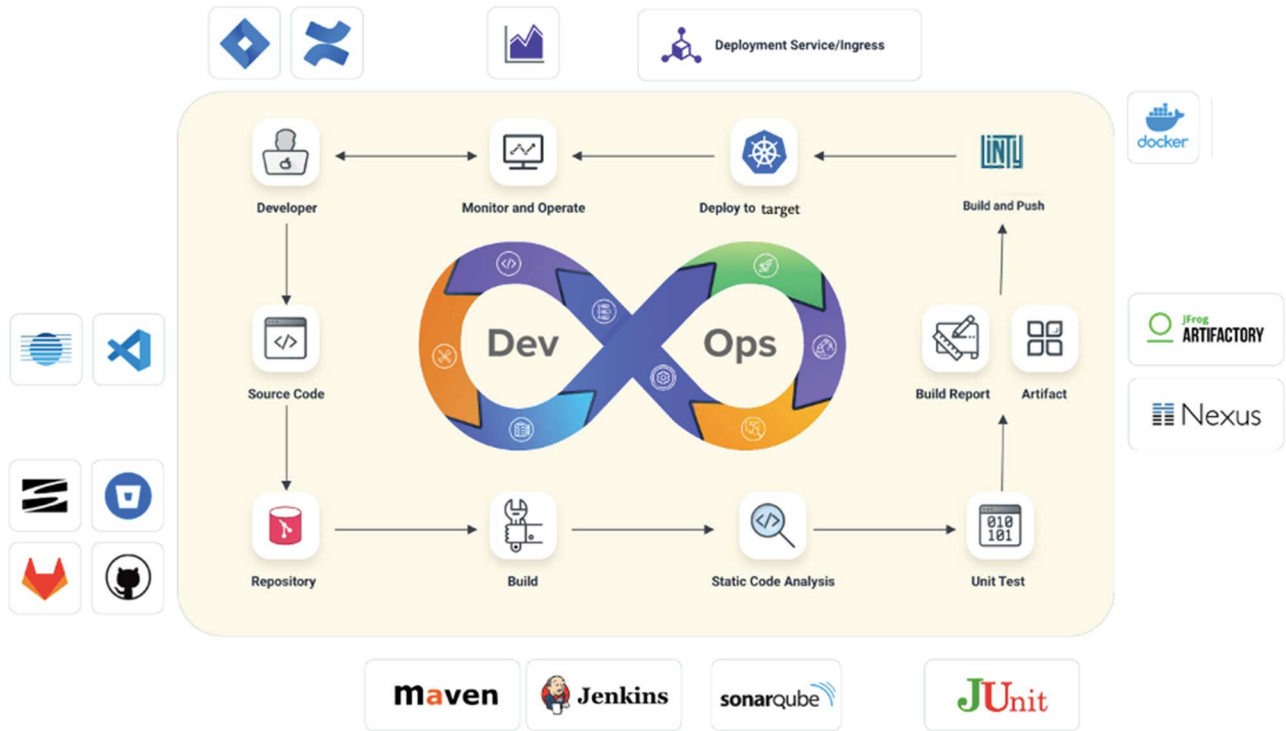 Deployment Service/Ingress
docker
LiNTy
Developer
Monitor and Operate
Deploy to target
Build and Push
Dev
Ops
Source Code
Build Report
Artifact
JFrog
ARTIFACTORY
Nexus
010
101
Repository
Build
Static Code Analysis
Unit Test
maven
Jenkins
sonarqube
JUnit